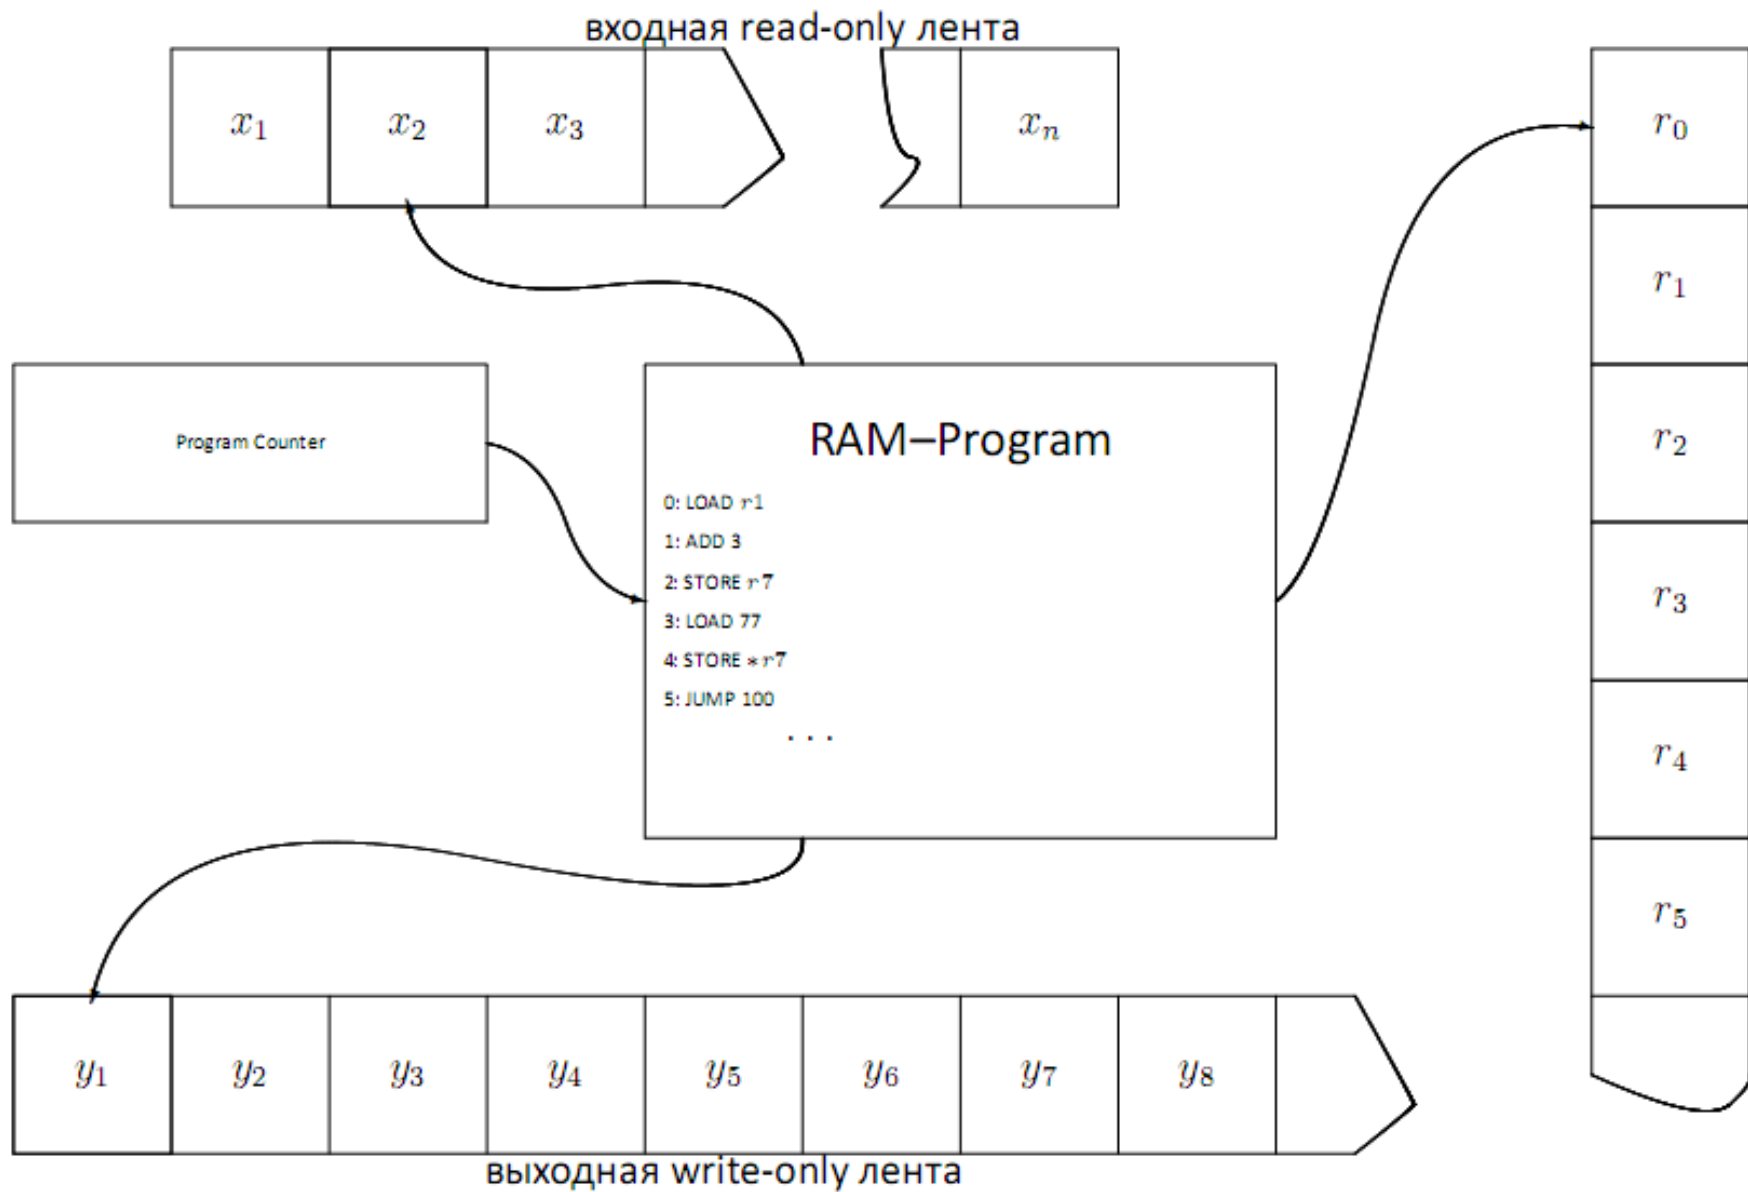 входная read-only лента
x₁ x₂ x₃ xₙ
r₀
r₁
r₂
r₃
r₄
r₅
Program Counter
RAM–Program
0: LOAD r1
1: ADD 3
2: STORE r7
3: LOAD 77
4: STORE *r7
5: JUMP 100
. . .
y₁ y₂ y₃ y₄ y₅ y₆ y₇ y₈
выходная write-only лента